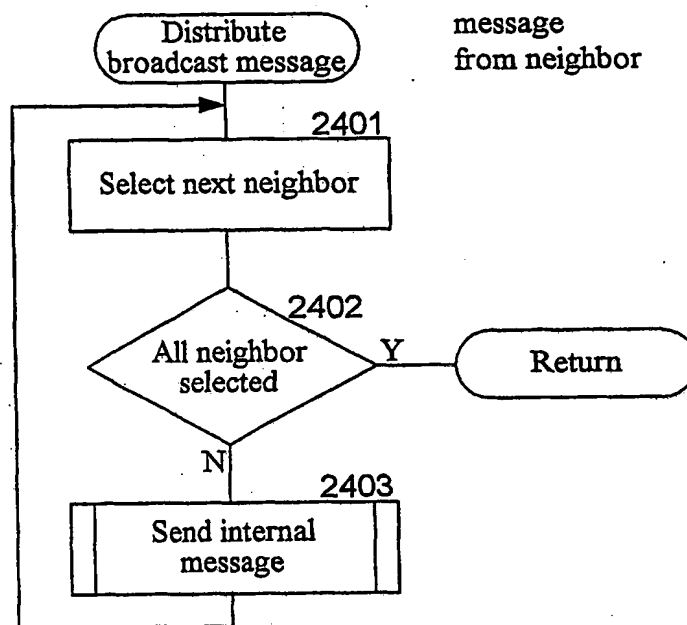 Distribute
broadcast message
message
from neighbor
2401
Select next neighbor
2402
All neighbor
selected
Y
Return
N
2403
Send internal
message